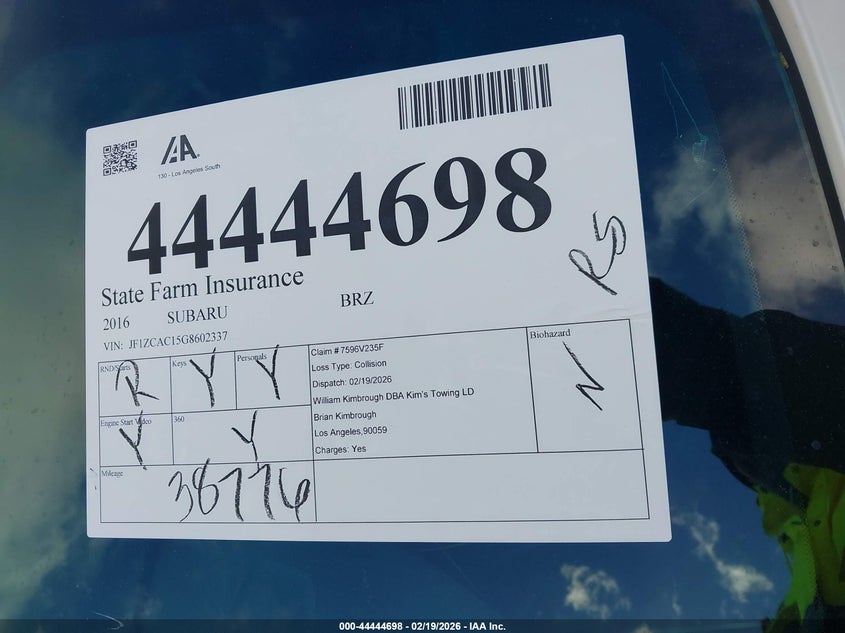 IAA
130 - Los Angeles South
44444698
R5
State Farm Insurance
2016 SUBARU BRZ
VIN: JF1ZCAC15G8602337
RND/Starts R
Keys Y
Personals Y
Claim # 7596V235F
Loss Type: Collision
Dispatch: 02/19/2026
William Kimbrough DBA Kim's Towing LD
Brian Kimbrough
Los Angeles,90059
Charges: Yes
Biohazard
N
Engine Start Video Y
360 Y
Mileage
38776
000-44444698 - 02/19/2026 - IAA Inc.